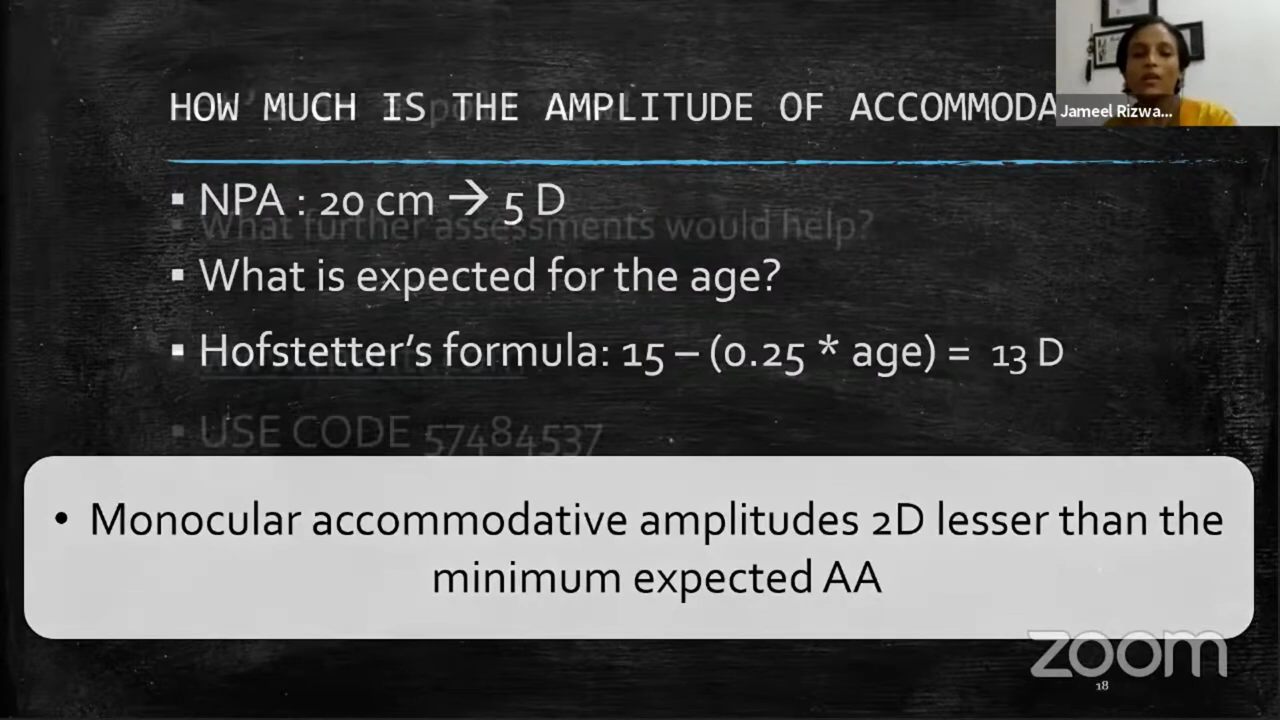 HOW MUCH IS THE AMPLITUDE OF ACCOMMODA
Jameel Rizwa...
▪ NPA : 20 cm → 5 D
▪ What further assessments would help?
▪ What is expected for the age?
▪ Hofstetter's formula: 15 – (0.25 * age) = 13 D
▪ USE CODE 57484537
• Monocular accommodative amplitudes 2D lesser than the
minimum expected AA
zoom
18